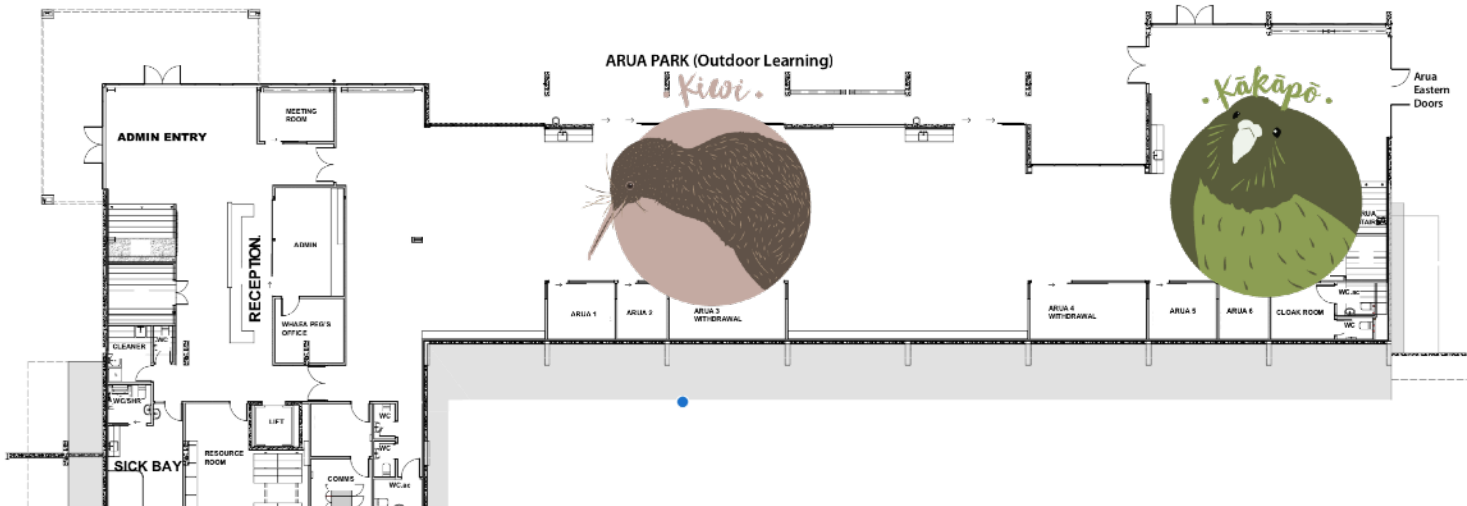 ARUA PARK (Outdoor Learning)
Kiwi
Kākāpō
Arua
Eastern
Doors
ADMIN ENTRY
MEETING
ROOM
RECEPTION
ADMIN
WHAEA PEG'S
OFFICE
CLEANER
WC
WC/SHR
SICK BAY
RESOURCE
ROOM
LIFT
COMMS
WC
WC
WC.ac
ARUA 1
ARUA 2
ARUA 3
WITHDRAWAL
ARUA 4
WITHDRAWAL
ARUA 5
ARUA 6
CLOAK ROOM
WC.ac
WC